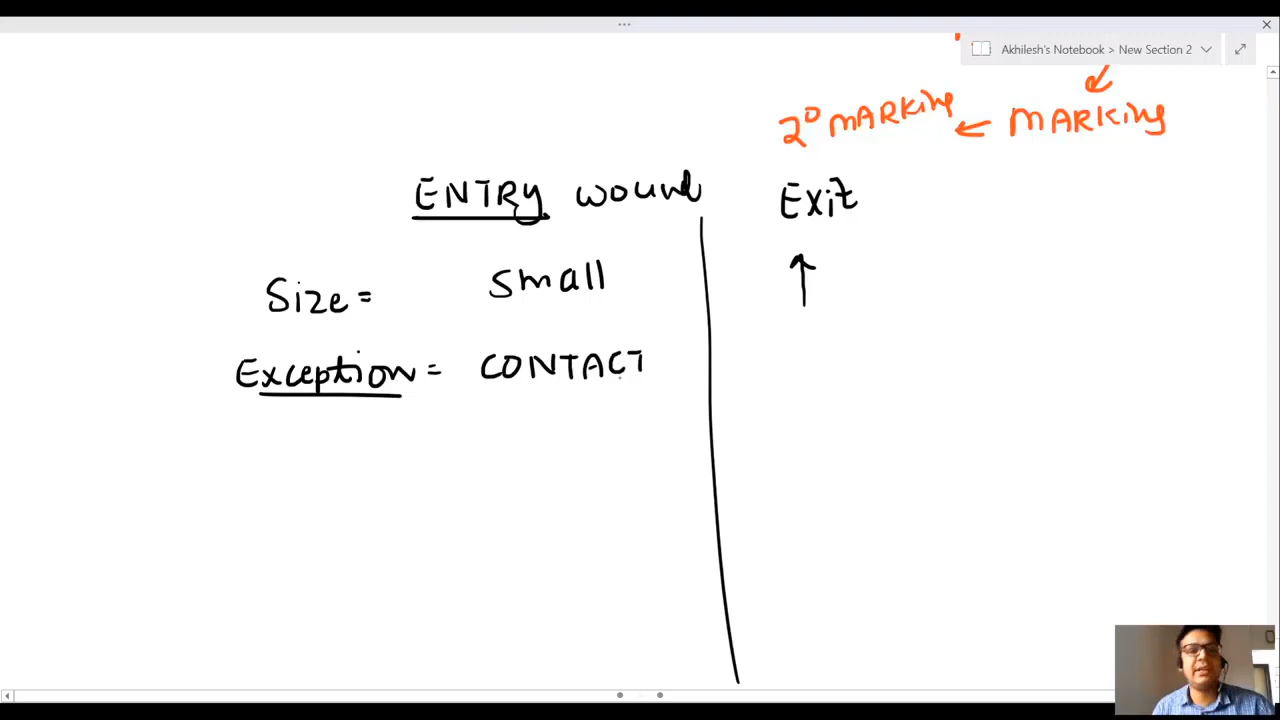 Akhilesh's Notebook > New Section 2
2° MARKing ← MARKing
ENTRY wound Exit
Size = Small ↑
Exception = CONTACT